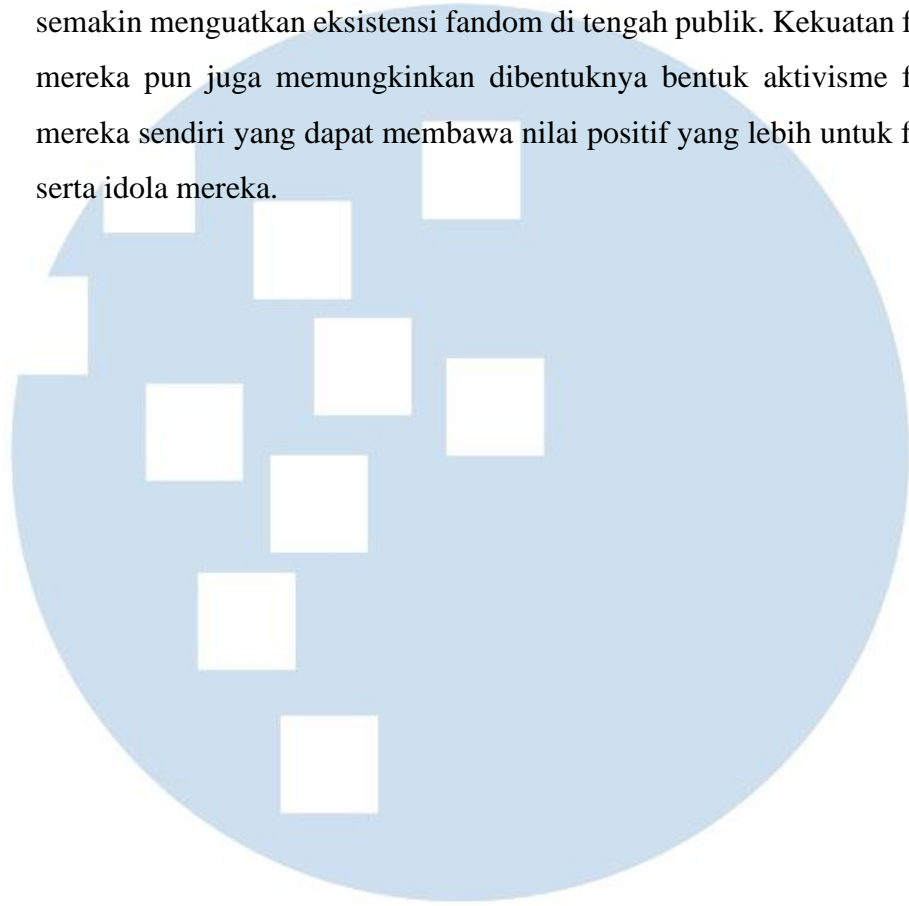 semakin menguatkan eksistensi fandom di tengah publik. Kekuatan
mereka pun juga memungkinkan dibentuknya bentuk aktivisme
mereka sendiri yang dapat membawa nilai positif yang lebih untuk
serta idola mereka.